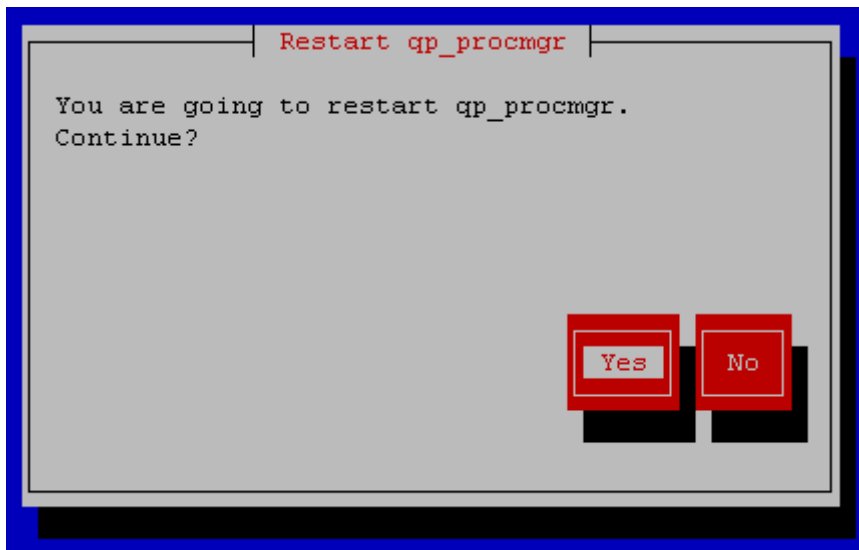 Restart qp_procmgr
You are going to restart qp_procmgr.
Continue?
Yes No